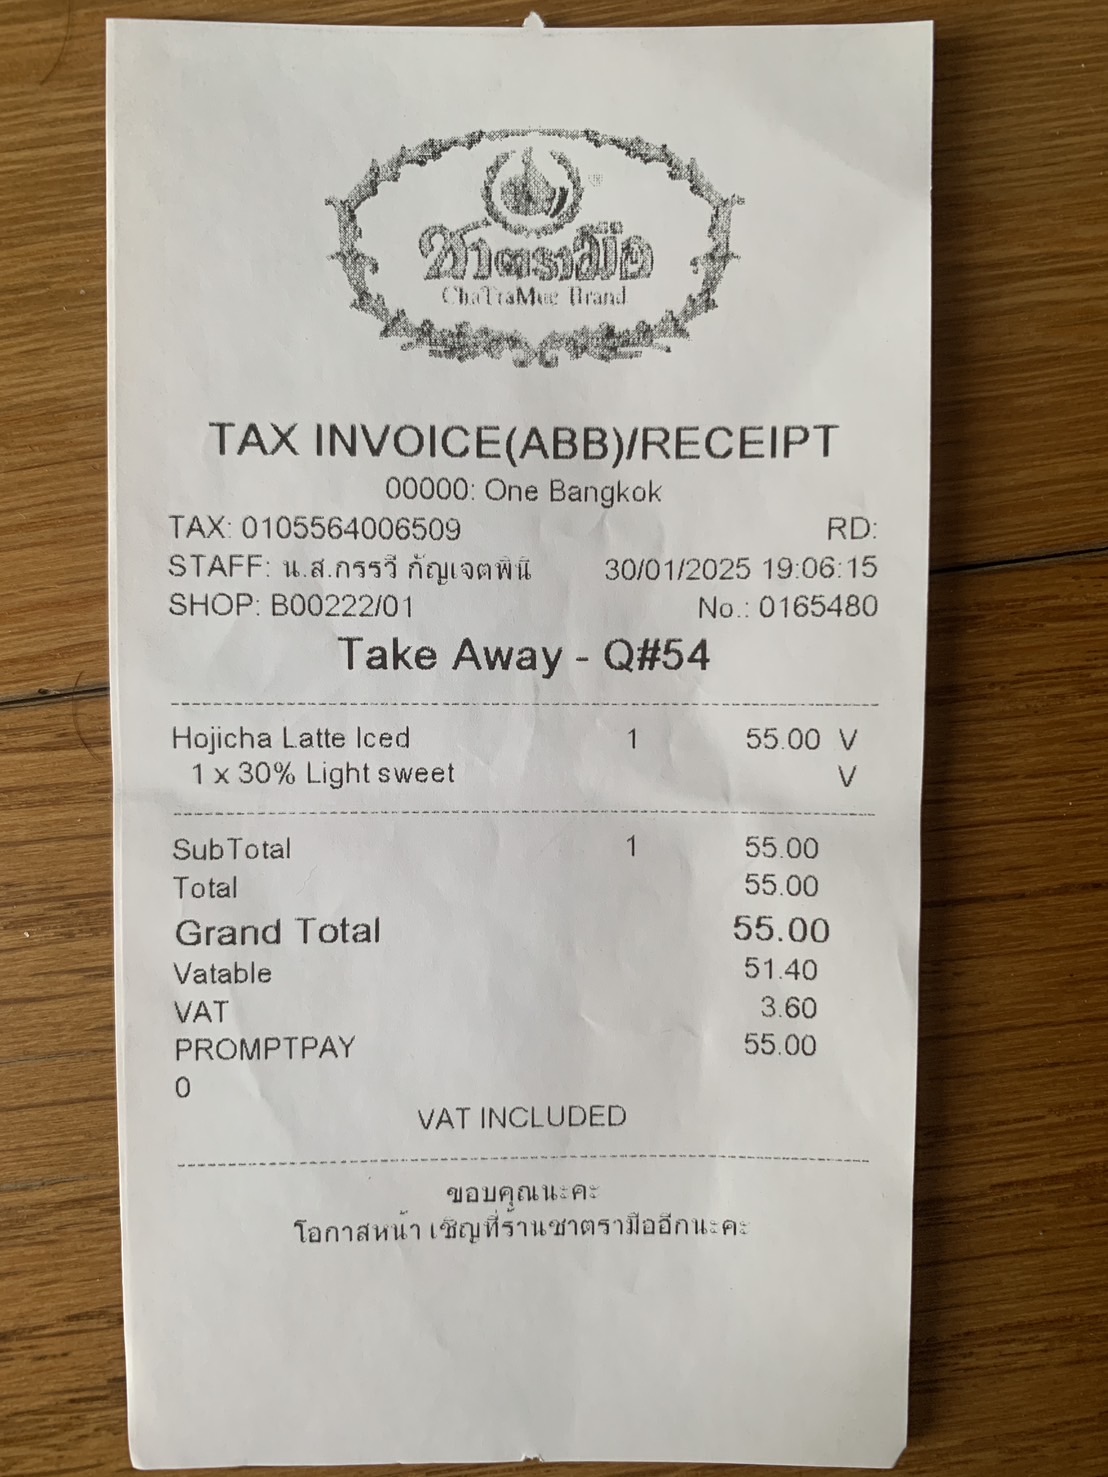 ®
ชาตรามือ
ChaTraMue Brand
TAX INVOICE(ABB)/RECEIPT
00000: One Bangkok
TAX: 0105564006509 RD:
STAFF: น.ส.กรรวี กัญเจตพินิ 30/01/2025 19:06:15
SHOP: B00222/01 No.: 0165480
Take Away - Q#54
Hojicha Latte Iced 1 55.00 V
1 x 30% Light sweet V
SubTotal 1 55.00
Total 55.00
Grand Total 55.00
Vatable 51.40
VAT 3.60
PROMPTPAY 55.00
0
VAT INCLUDED
ขอบคุณนะคะ
โอกาสหน้า เชิญที่ร้านชาตรามืออีกนะคะ